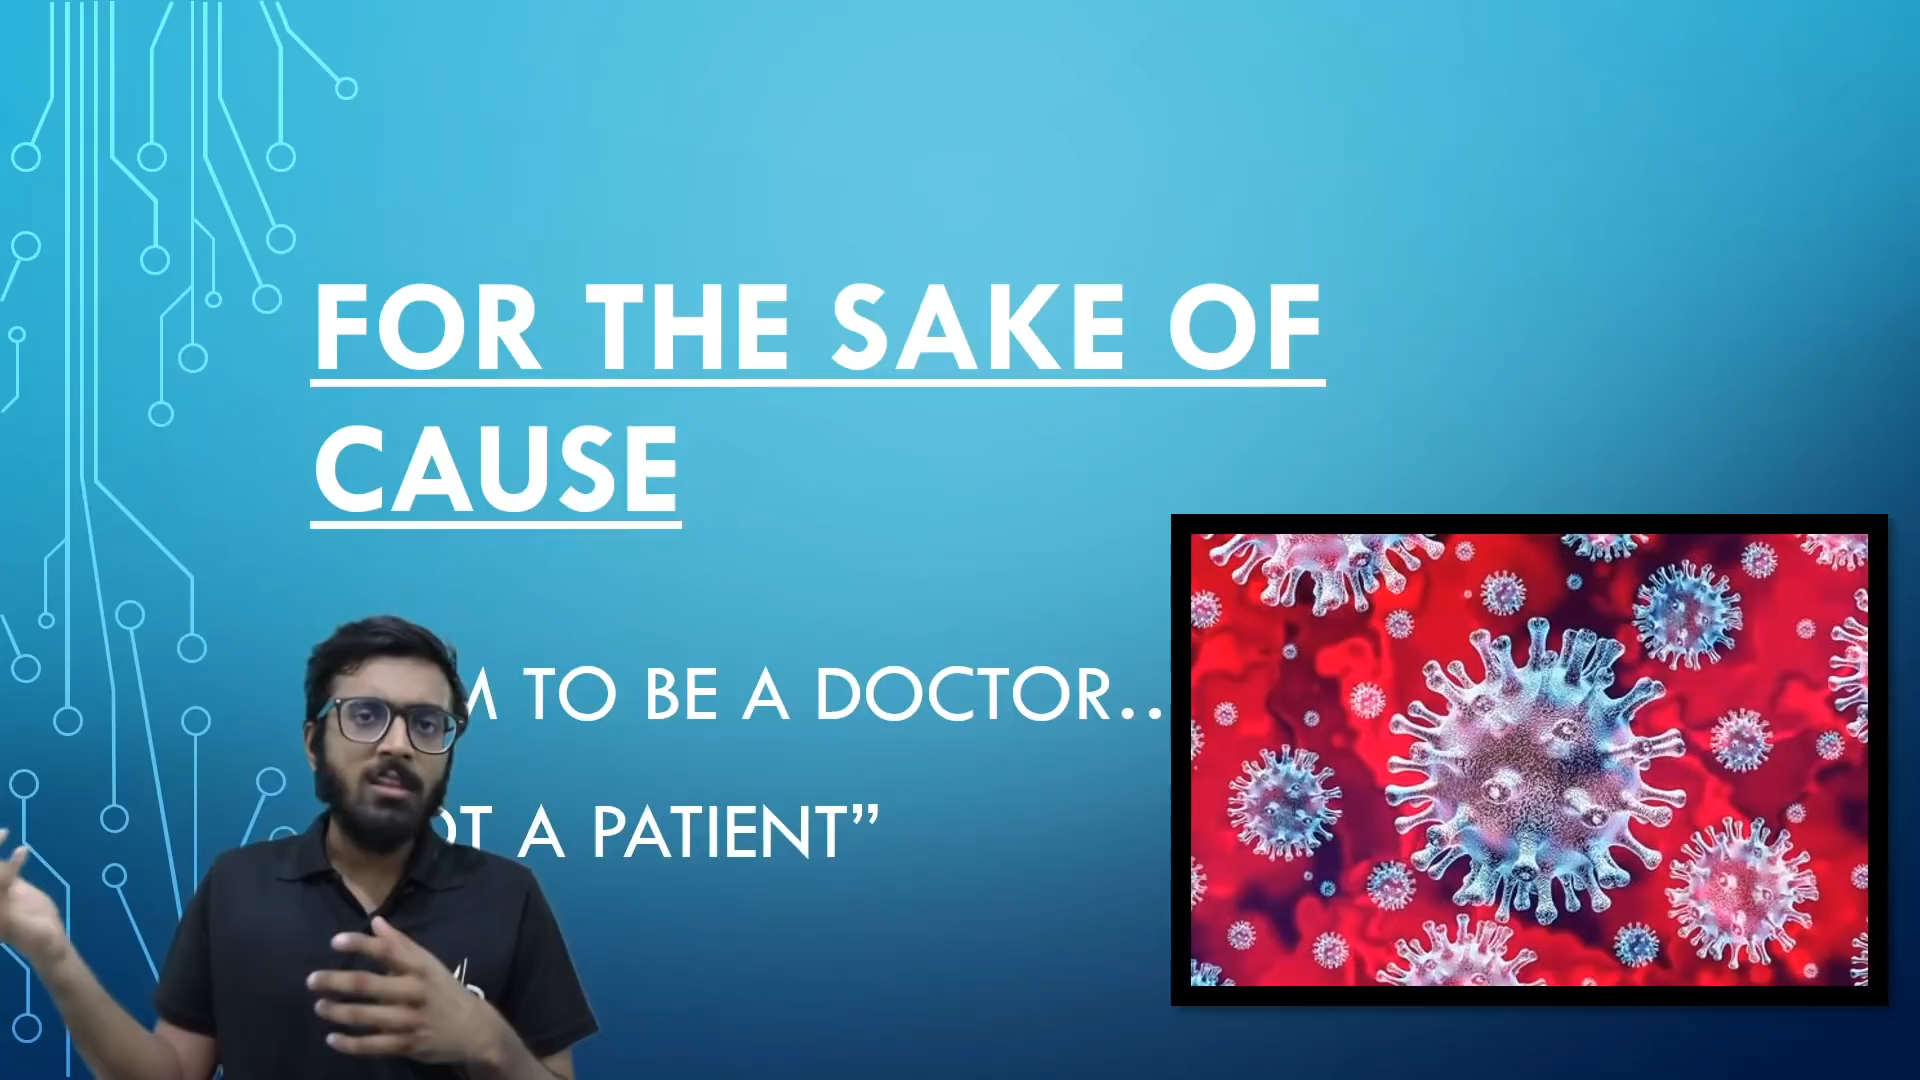 FOR THE SAKE OF
CAUSE
TO BE A DOCTOR..
A PATIENT”